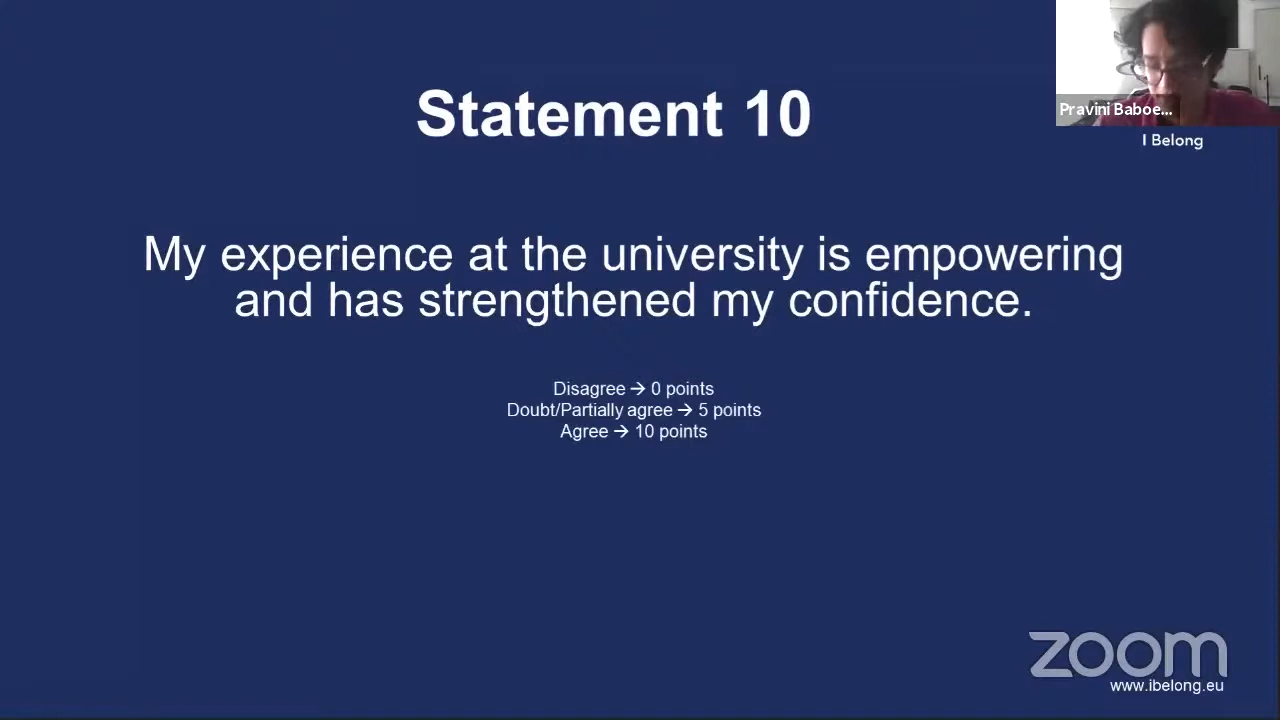 Statement 10
Pravini Baboe...
I Belong
My experience at the university is empowering
and has strengthened my confidence.
Disagree → 0 points
Doubt/Partially agree → 5 points
Agree → 10 points
zoom
www.ibelong.eu